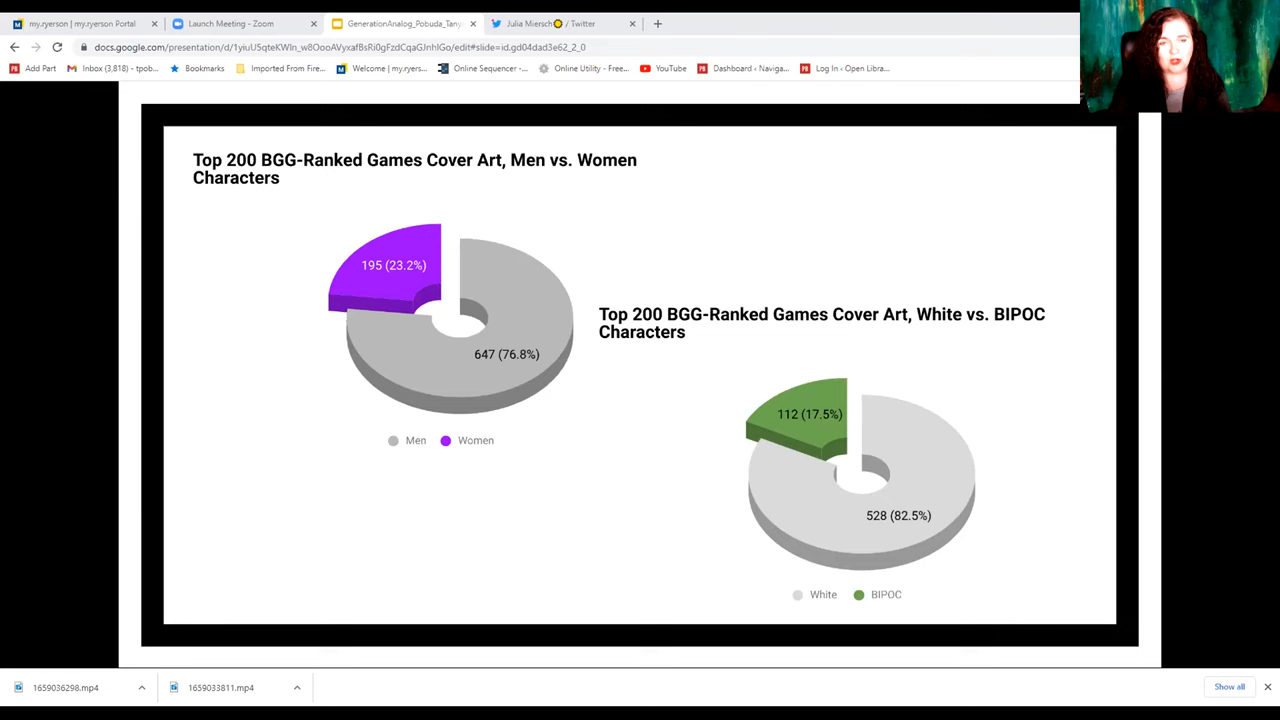 my.ryerson | my.ryerson Portal
Launch Meeting - Zoom
GenerationAnalog_Pobuda_Tany
Julia Miersch / Twitter
docs.google.com/presentation/d/1yiuU5qteKWln_w8OooAVyxafBsRi0gFzdCqaGJnhlGo/edit#slide=id.gd04dad3e62_2_0
Add Part
Inbox (3,818) - tpob...
Bookmarks
Imported From Fire...
Welcome | my.ryers...
Online Sequencer -...
Online Utility - Free...
YouTube
Dashboard ‹ Naviga...
Log In ‹ Open Libra...
Top 200 BGG-Ranked Games Cover Art, Men vs. Women
Characters
195 (23.2%)
647 (76.8%)
Men
Women
Top 200 BGG-Ranked Games Cover Art, White vs. BIPOC
Characters
112 (17.5%)
528 (82.5%)
White
BIPOC
1659036298.mp4
1659033811.mp4
Show all